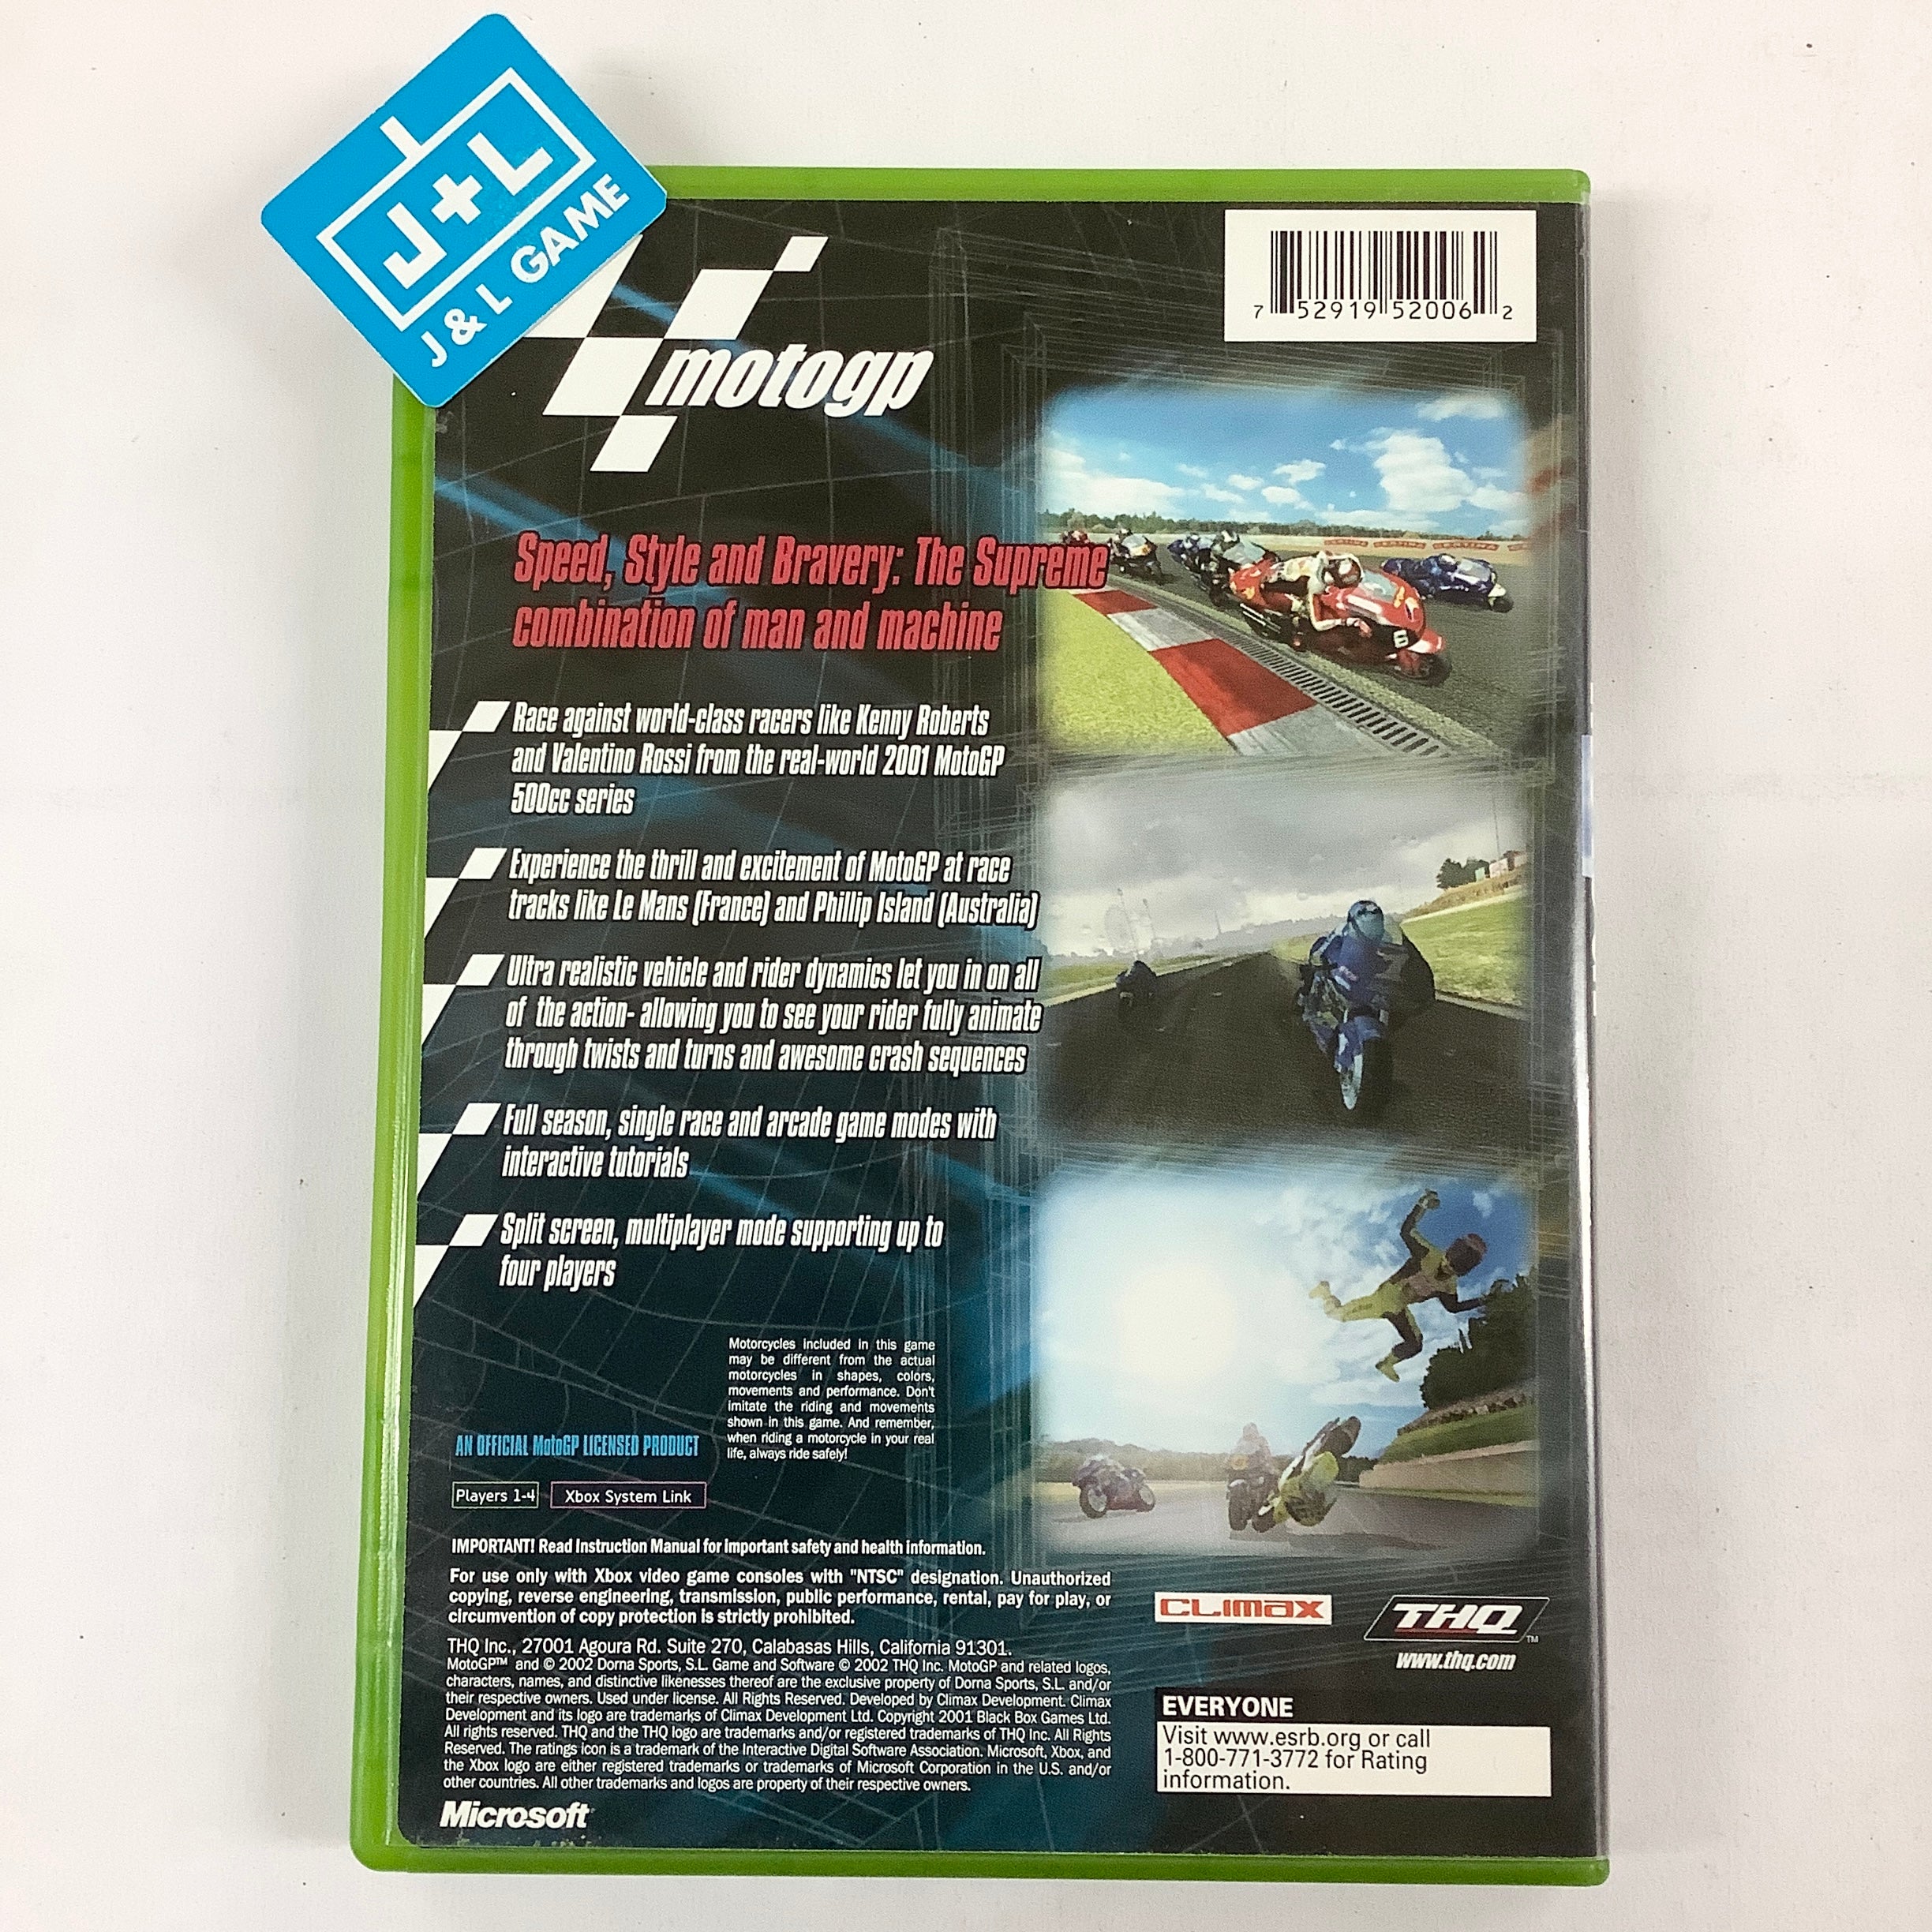 J+L
J & L GAME
7 52919 52006 2
motogp
Speed, Style and Bravery: The Supreme
combination of man and machine
Race against world-class racers like Kenny Roberts
and Valentino Rossi from the real-world 2001 MotoGP
500cc series
Experience the thrill and excitement of MotoGP at race
tracks like Le Mans (France) and Phillip Island (Australia)
Ultra realistic vehicle and rider dynamics let you in on all
of the action- allowing you to see your rider fully animate
through twists and turns and awesome crash sequences
Full season, single race and arcade game modes with
interactive tutorials
Split screen, multiplayer mode supporting up to
four players
Motorcycles included in this game
may be different from the actual
motorcycles in shapes, colors,
movements and performance. Don't
imitate the riding and movements
shown in this game. And remember,
when riding a motorcycle in your real
life, always ride safely!
AN OFFICIAL MotoGP LICENSED PRODUCT
Players 1-4 Xbox System Link
IMPORTANT! Read Instruction Manual for important safety and health information.
For use only with Xbox video game consoles with "NTSC" designation. Unauthorized
copying, reverse engineering, transmission, public performance, rental, pay for play, or
circumvention of copy protection is strictly prohibited.
THQ Inc., 27001 Agoura Rd. Suite 270, Calabasas Hills, California 91301.
MotoGP™ and © 2002 Dorna Sports, S.L. Game and Software © 2002 THQ Inc. MotoGP and related logos,
characters, names, and distinctive likenesses thereof are the exclusive property of Dorna Sports, S.L. and/or
their respective owners. Used under license. All Rights Reserved. Developed by Climax Development. Climax
Development and its logo are trademarks of Climax Development Ltd. Copyright 2001 Black Box Games Ltd.
All rights reserved. THQ and the THQ logo are trademarks and/or registered trademarks of THQ Inc. All Rights
Reserved. The ratings icon is a trademark of the Interactive Digital Software Association. Microsoft, Xbox, and
the Xbox logo are either registered trademarks or trademarks of Microsoft Corporation in the U.S. and/or
other countries. All other trademarks and logos are property of their respective owners.
Microsoft
CLIMAX
THQ™
www.thq.com
EVERYONE
Visit www.esrb.org or call
1-800-771-3772 for Rating
information.